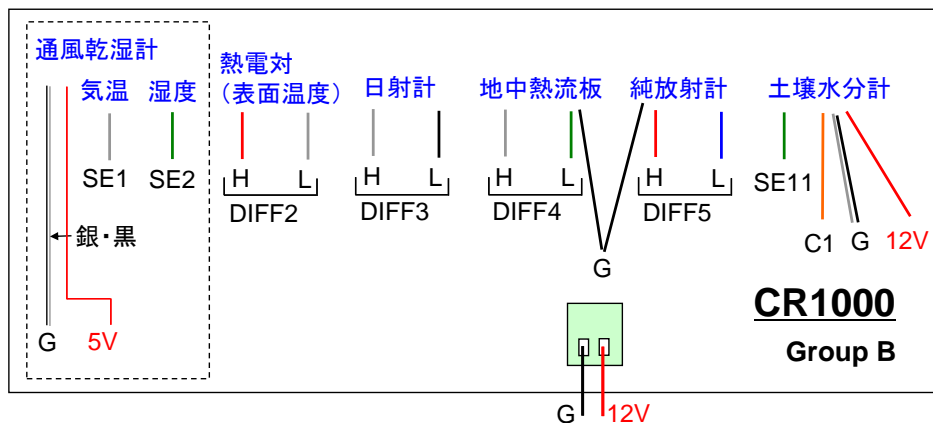 通風乾湿計
気温
湿度
熱電対
（表面温度）
日射計
地中熱流板
純放射計
土壌水分計
SE1
SE2
H
L
H
L
H
L
H
L
SE11
DIFF2
DIFF3
DIFF4
DIFF5
銀・黒
C1
G
12V
G
G
5V
CR1000
Group B
G
12V